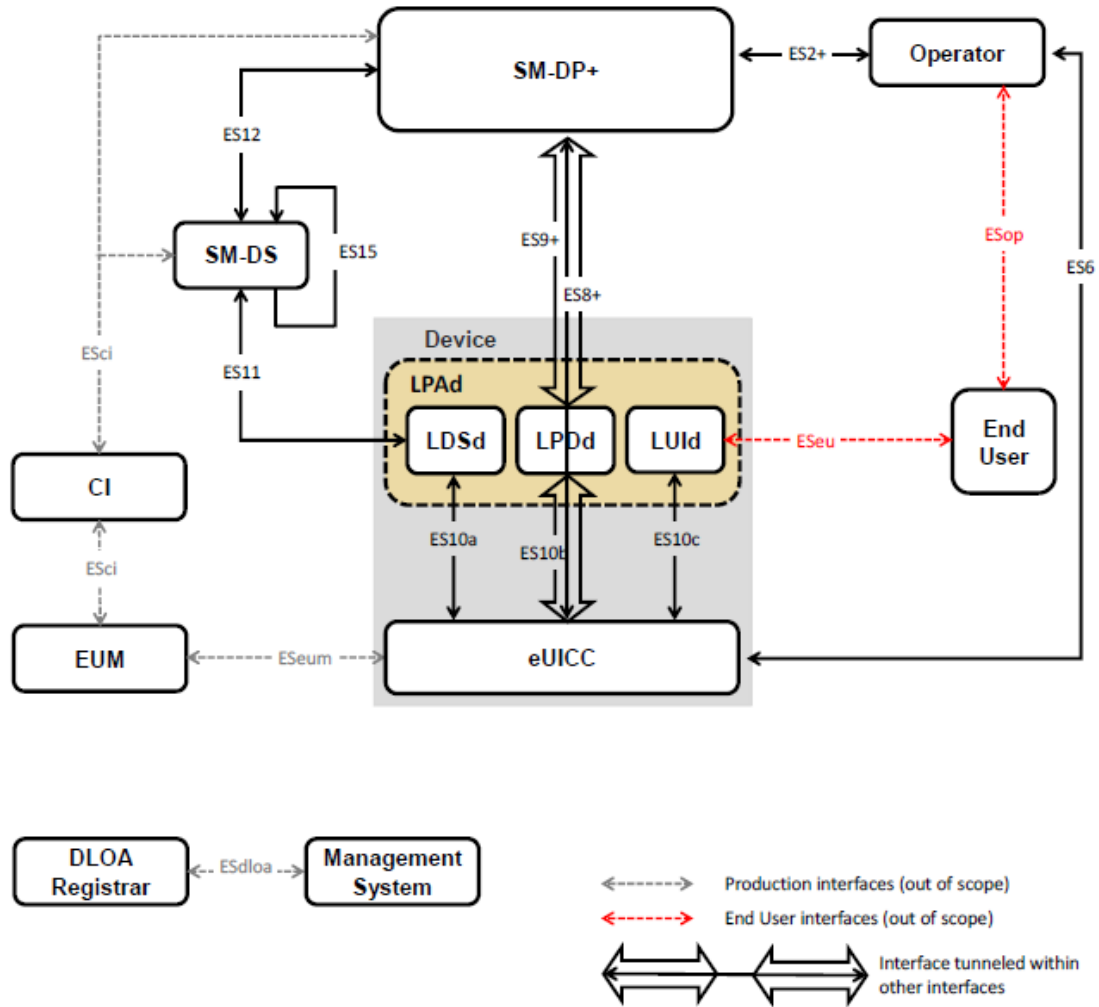 SM-DP+
ES2+
Operator
ES12
SM-DS
ES15
ES9+
ES8+
ESop
ES6
ESci
ES11
Device
LPAd
LDSd
LPDd
LUId
ESeu
End
User
CI
ES10a
ES10b
ES10c
ESci
EUM
ESeum
eUICC
DLOA
Registrar
ESdloa
Management
System
Production interfaces (out of scope)
End User interfaces (out of scope)
Interface tunneled within
other interfaces